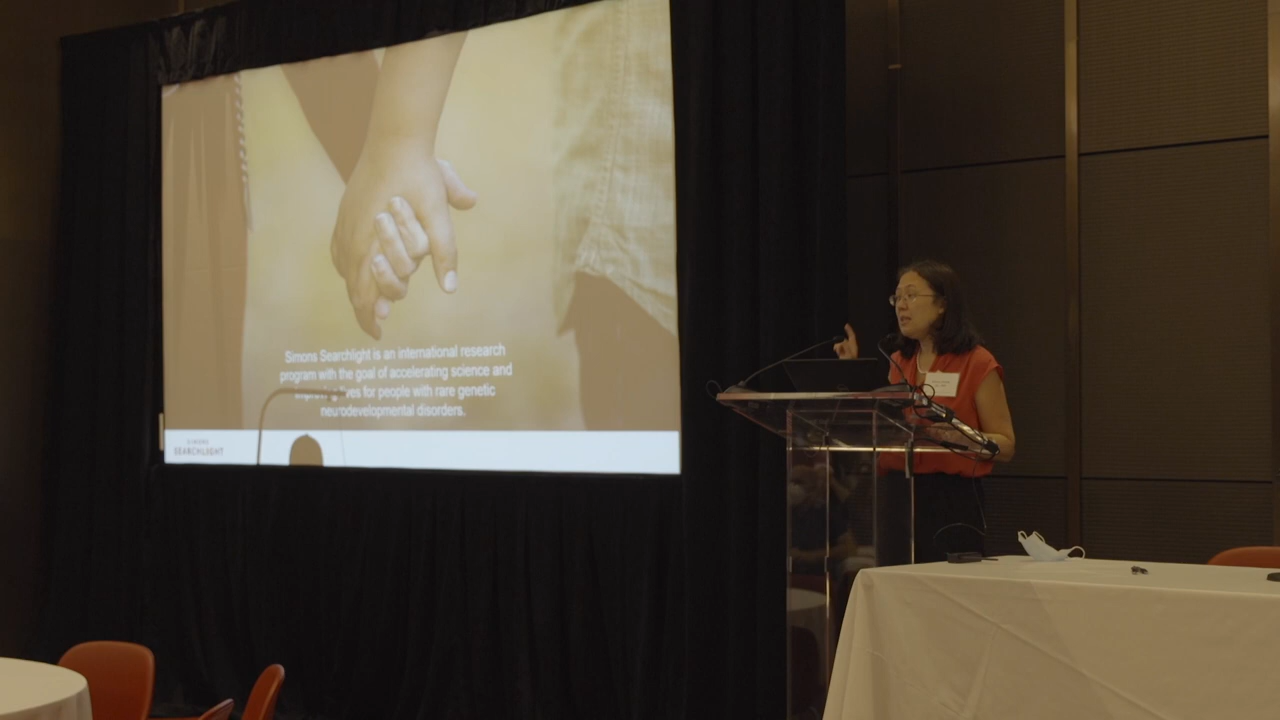 Simons Searchlight is an international research
program with the goal of accelerating science and
improving lives for people with rare genetic
neurodevelopmental disorders.
SIMONS
SEARCHLIGHT